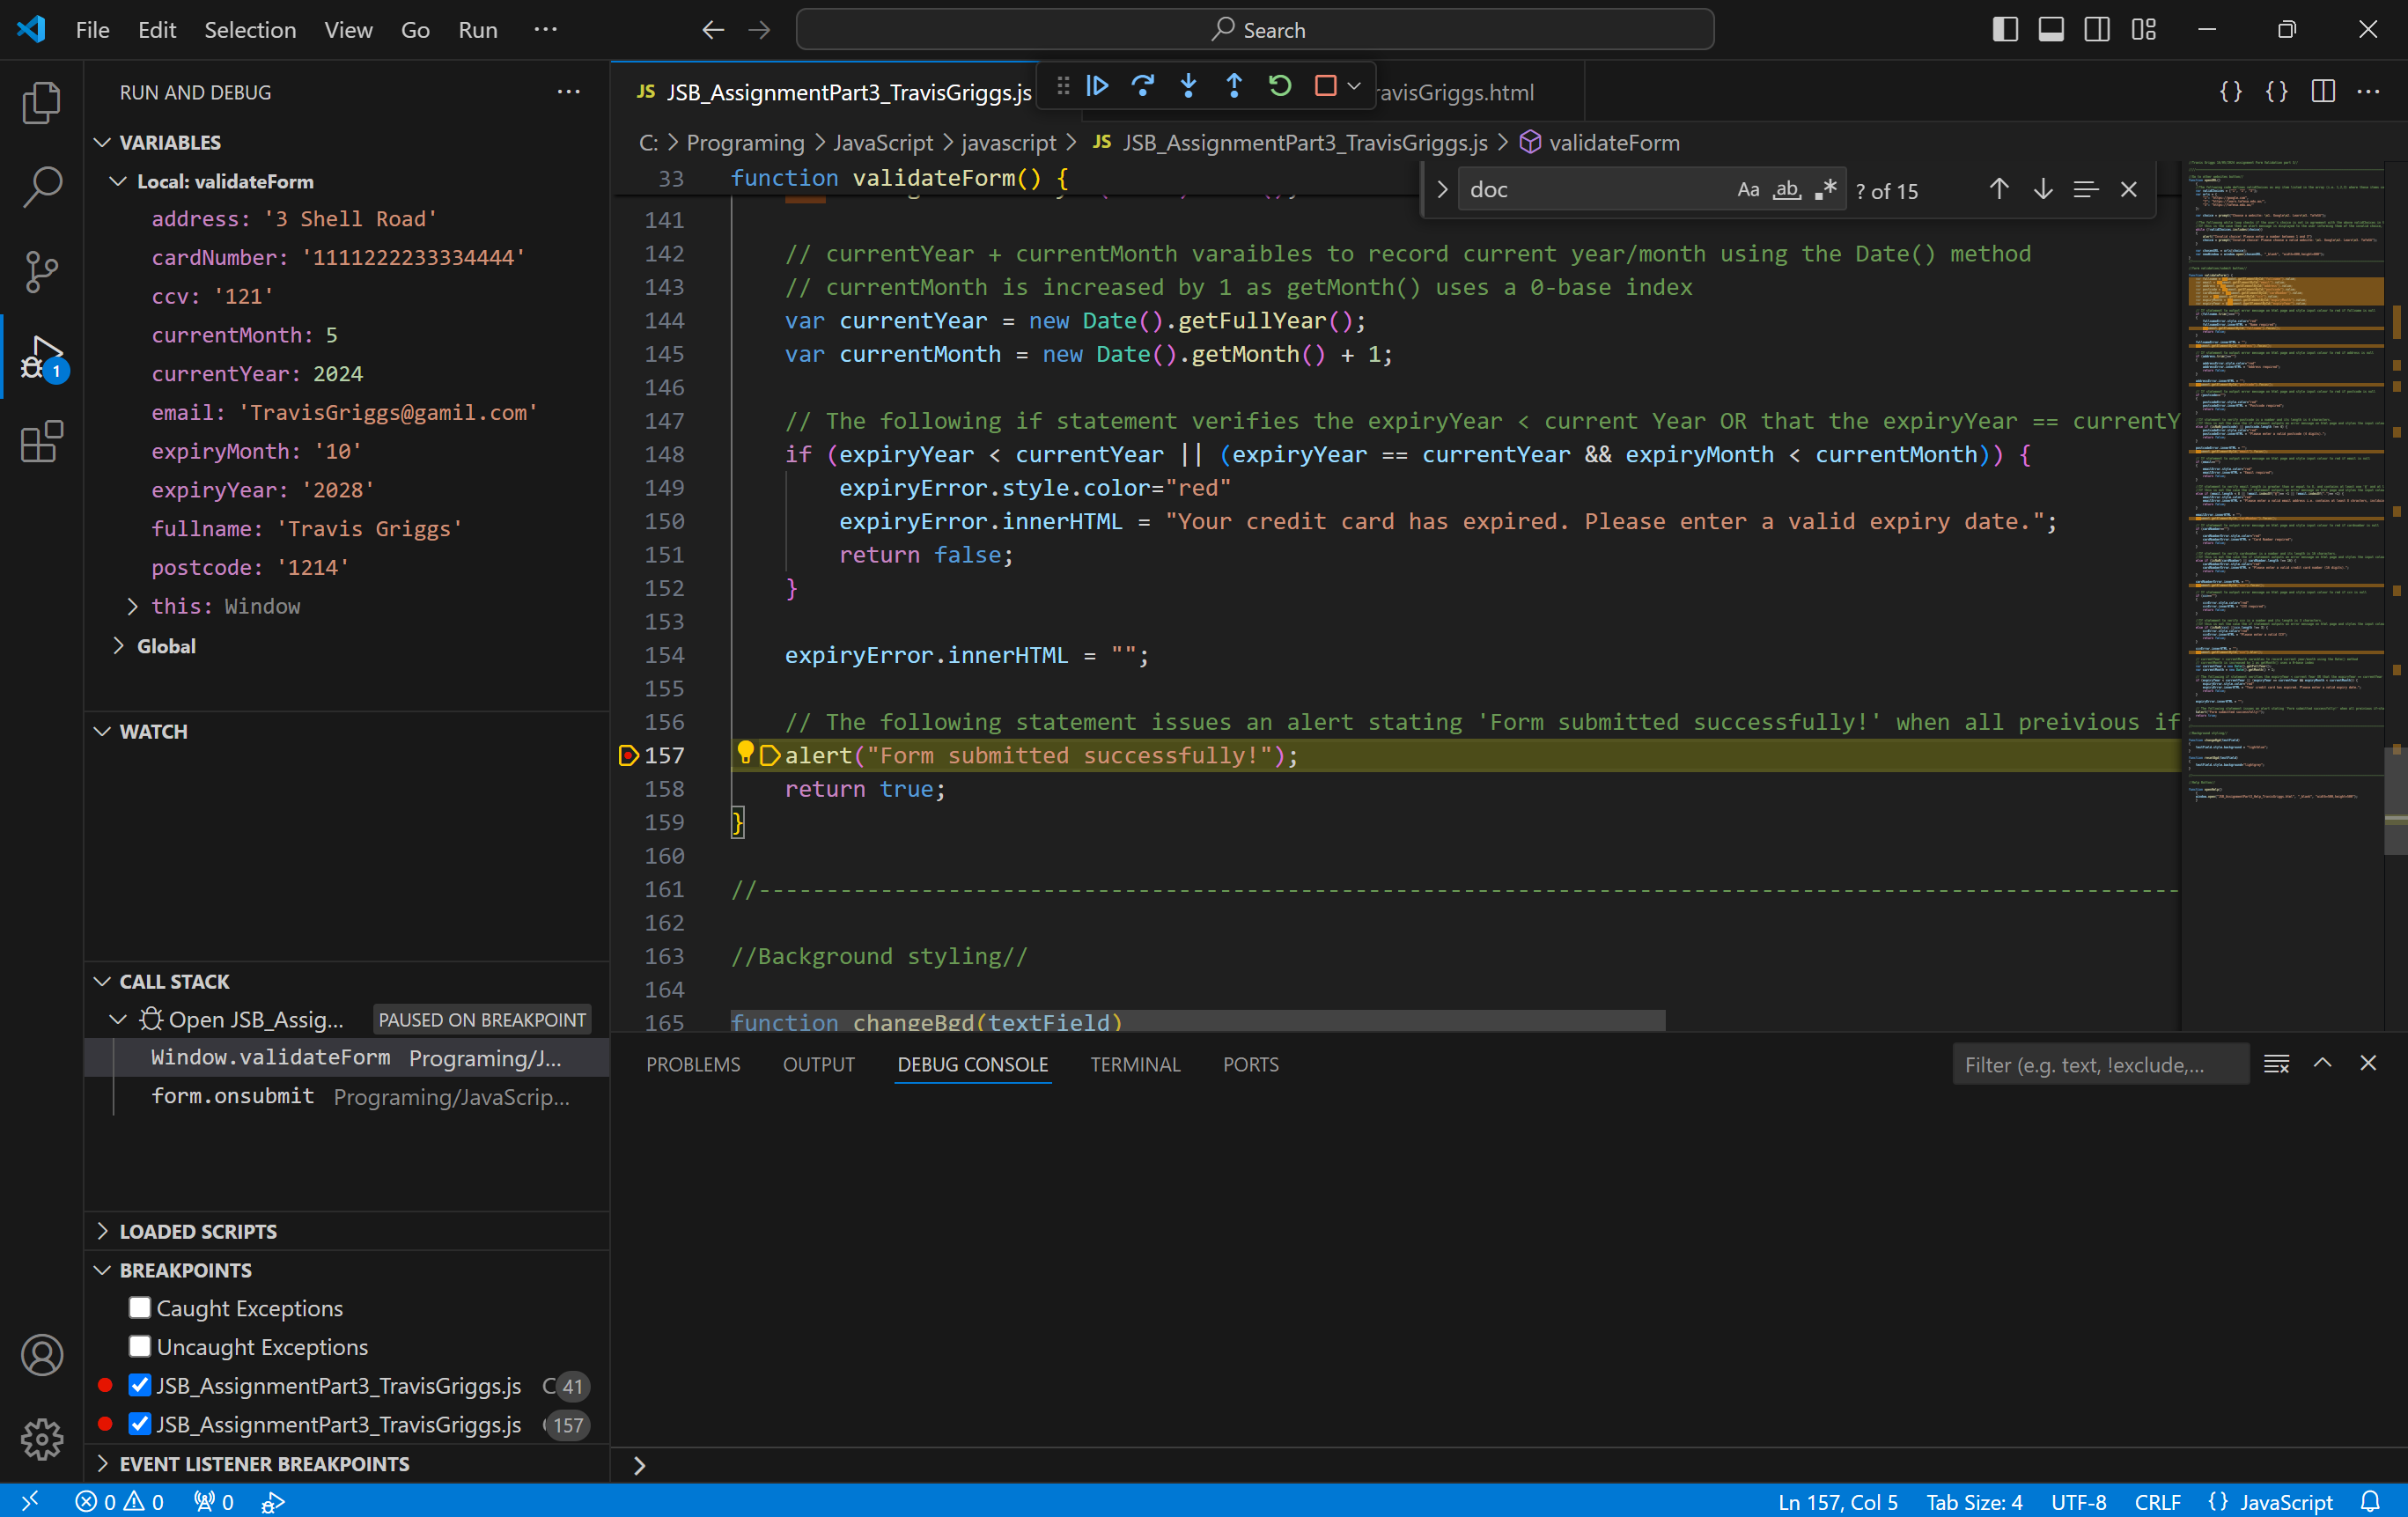 File Edit Selection View Go Run ···
Search
RUN AND DEBUG
VARIABLES
Local: validateForm
address: '3 Shell Road'
cardNumber: '1111222233334444'
ccv: '121'
currentMonth: 5
currentYear: 2024
email: 'TravisGriggs@gamil.com'
expiryMonth: '10'
expiryYear: '2028'
fullname: 'Travis Griggs'
postcode: '1214'
this: Window
Global
WATCH
CALL STACK
Open JSB_Assig... PAUSED ON BREAKPOINT
Window.validateForm Programing/J...
form.onsubmit Programing/JavaScrip...
LOADED SCRIPTS
BREAKPOINTS
Caught Exceptions
Uncaught Exceptions
JSB_AssignmentPart3_TravisGriggs.js C 41
JSB_AssignmentPart3_TravisGriggs.js 157
EVENT LISTENER BREAKPOINTS
JS JSB_AssignmentPart3_TravisGriggs.js ravisGriggs.html
C: > Programing > JavaScript > javascript > JS JSB_AssignmentPart3_TravisGriggs.js > validateForm
33 function validateForm() {
doc Aa ab .* ? of 15
141
142 // currentYear + currentMonth varaibles to record current year/month using the Date() method
143 // currentMonth is increased by 1 as getMonth() uses a 0-base index
144 var currentYear = new Date().getFullYear();
145 var currentMonth = new Date().getMonth() + 1;
146
147 // The following if statement verifies the expiryYear < current Year OR that the expiryYear == currentY
148 if (expiryYear < currentYear || (expiryYear == currentYear && expiryMonth < currentMonth)) {
149 expiryError.style.color="red"
150 expiryError.innerHTML = "Your credit card has expired. Please enter a valid expiry date.";
151 return false;
152 }
153
154 expiryError.innerHTML = "";
155
156 // The following statement issues an alert stating 'Form submitted successfully!' when all preivious if
157 alert("Form submitted successfully!");
158 return true;
159 }
160
161 //---------------------------------------------------------------------------------------------------------
162
163 //Background styling//
164
165 function changeBgd(textField)
PROBLEMS OUTPUT DEBUG CONSOLE TERMINAL PORTS
Filter (e.g. text, !exclude,...
0 0 0
Ln 157, Col 5 Tab Size: 4 UTF-8 CRLF {} JavaScript